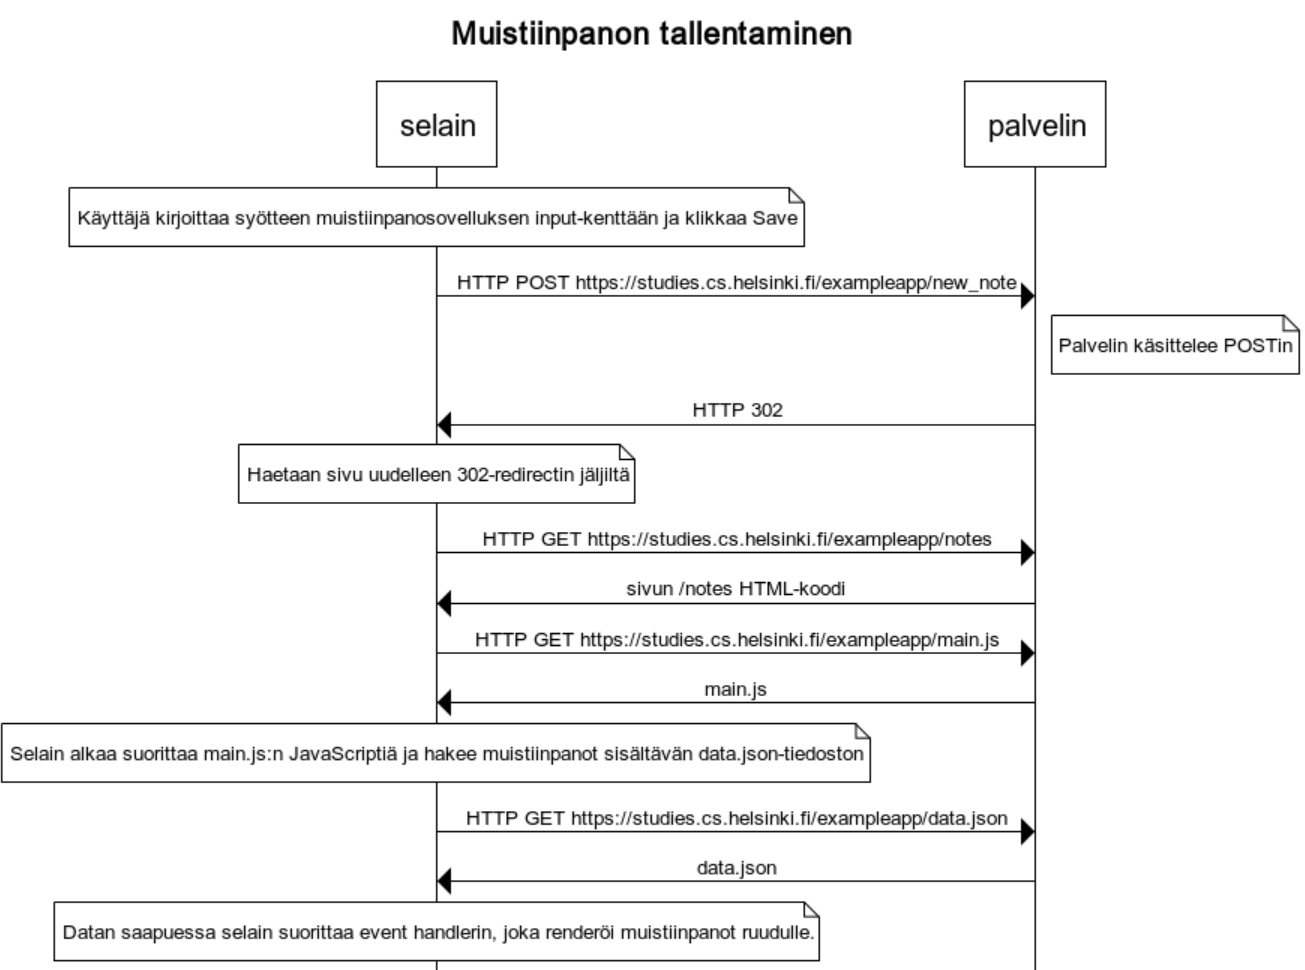 Muistiinpanon tallentaminen
selain
palvelin
Käyttäjä kirjoittaa syötteen muistiinpanosovelluksen input-kenttään ja klikkaa Save
HTTP POST https://studies.cs.helsinki.fi/exampleapp/new_note
Palvelin käsittelee POSTin
HTTP 302
Haetaan sivu uudelleen 302-redirectin jäljiltä
HTTP GET https://studies.cs.helsinki.fi/exampleapp/notes
sivun /notes HTML-koodi
HTTP GET https://studies.cs.helsinki.fi/exampleapp/main.js
main.js
Selain alkaa suorittaa main.js:n JavaScriptiä ja hakee muistiinpanot sisältävän data.json-tiedoston
HTTP GET https://studies.cs.helsinki.fi/exampleapp/data.json
data.json
Datan saapuessa selain suorittaa event handlerin, joka renderöi muistiinpanot ruudulle.